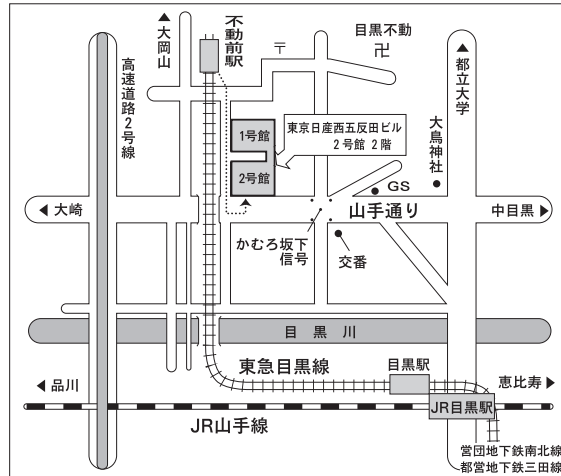 ▲大岡山
不動前駅
〒
目黒不動
卍
▲都立大学
高速道路2号線
大鳥神社
1号館
東京日産西五反田ビル
2号館 2階
2号館
GS
◀大崎
山手通り
中目黒▶
かむろ坂下
信号
交番
目黒川
東急目黒線
目黒駅
◀品川
恵比寿▶
JR目黒駅
JR山手線
営団地下鉄南北線
都営地下鉄三田線